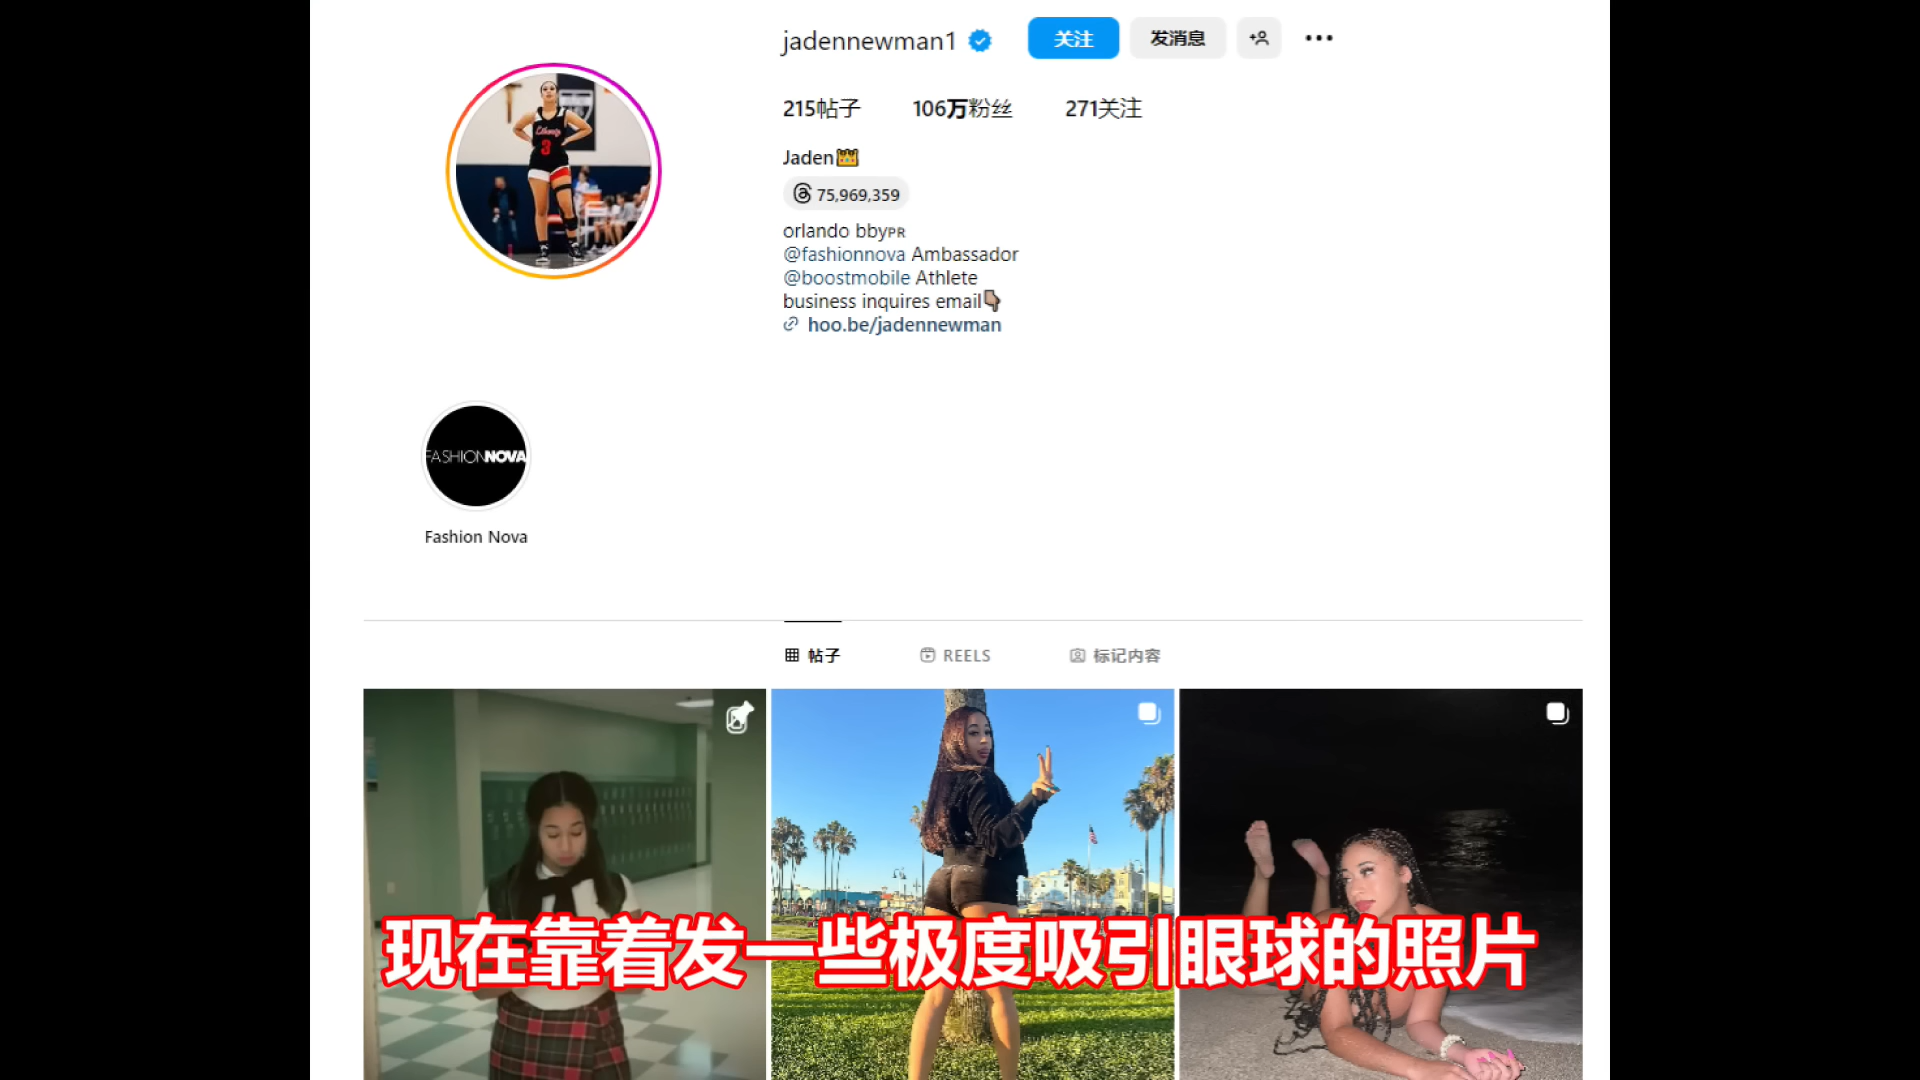 jadennewman1
关注
发消息
215帖子
106万粉丝
271关注
Jaden
75,969,359
orlando bbyPR
@fashionnova Ambassador
@boostmobile Athlete
business inquires email
hoo.be/jadennewman
FASHIONNOVA
Fashion Nova
帖子
REELS
标记内容
现在靠着发一些极度吸引眼球的照片
3